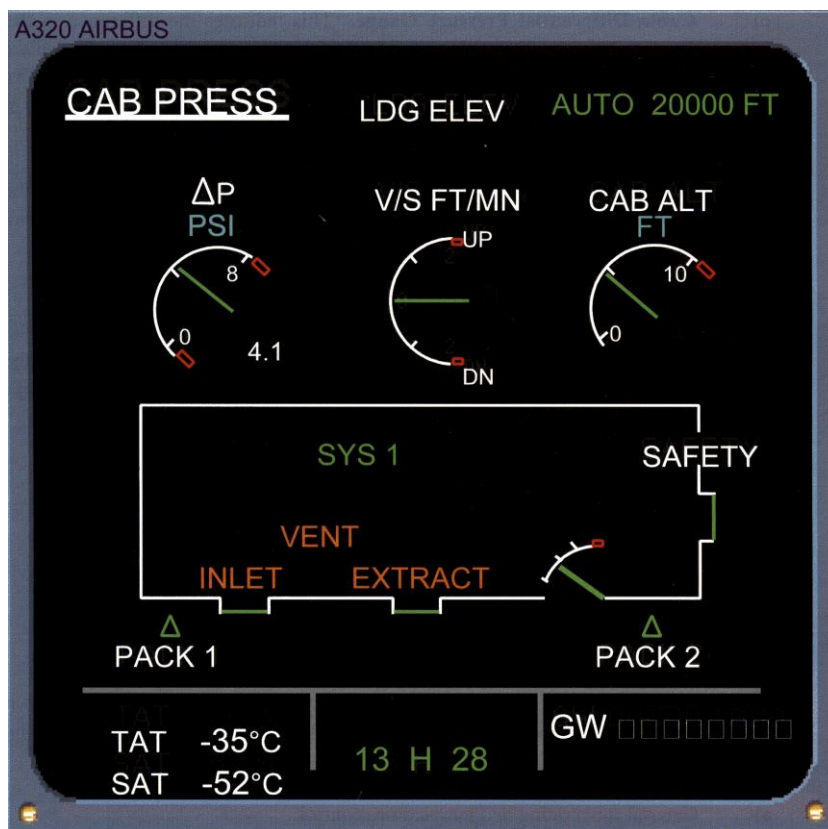 A320 AIRBUS
CAB PRESS
LDG ELEV
AUTO 20000 FT
ΔP
PSI
8
0
4.1
V/S FT/MN
UP
DN
CAB ALT
FT
10
0
SYS 1
SAFETY
VENT
INLET
EXTRACT
PACK 1
PACK 2
TAT -35°C
SAT -52°C
13 H 28
GW